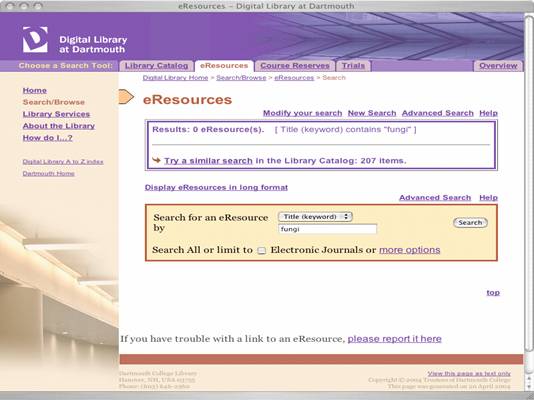 eResources – Digital Library at Dartmouth
Digital Library
at Dartmouth
Choose a Search Tool:
Library Catalog
eResources
Course Reserves
Trials
Overview
Digital Library Home > Search/Browse > eResources > Search
Home
Search/Browse
Library Services
About the Library
How do I...?
Digital Library A to Z index
Dartmouth Home
eResources
Modify your search New Search Advanced Search Help
Results: 0 eResource(s). [ Title (keyword) contains "fungi" ]
Try a similar search in the Library Catalog: 207 items.
Display eResources in long format
Advanced Search Help
Search for an eResource
by
Title (keyword)
fungi
Search
Search All or limit to Electronic Journals or more options
top
If you have trouble with a link to an eResource, please report it here
Dartmouth College Library
Hanover, NH, USA 03755
Phone: (603) 646-2560
View this page as text only
Copyright © 2004 Trustees of Dartmouth College
This page was generated on 20 April 2004